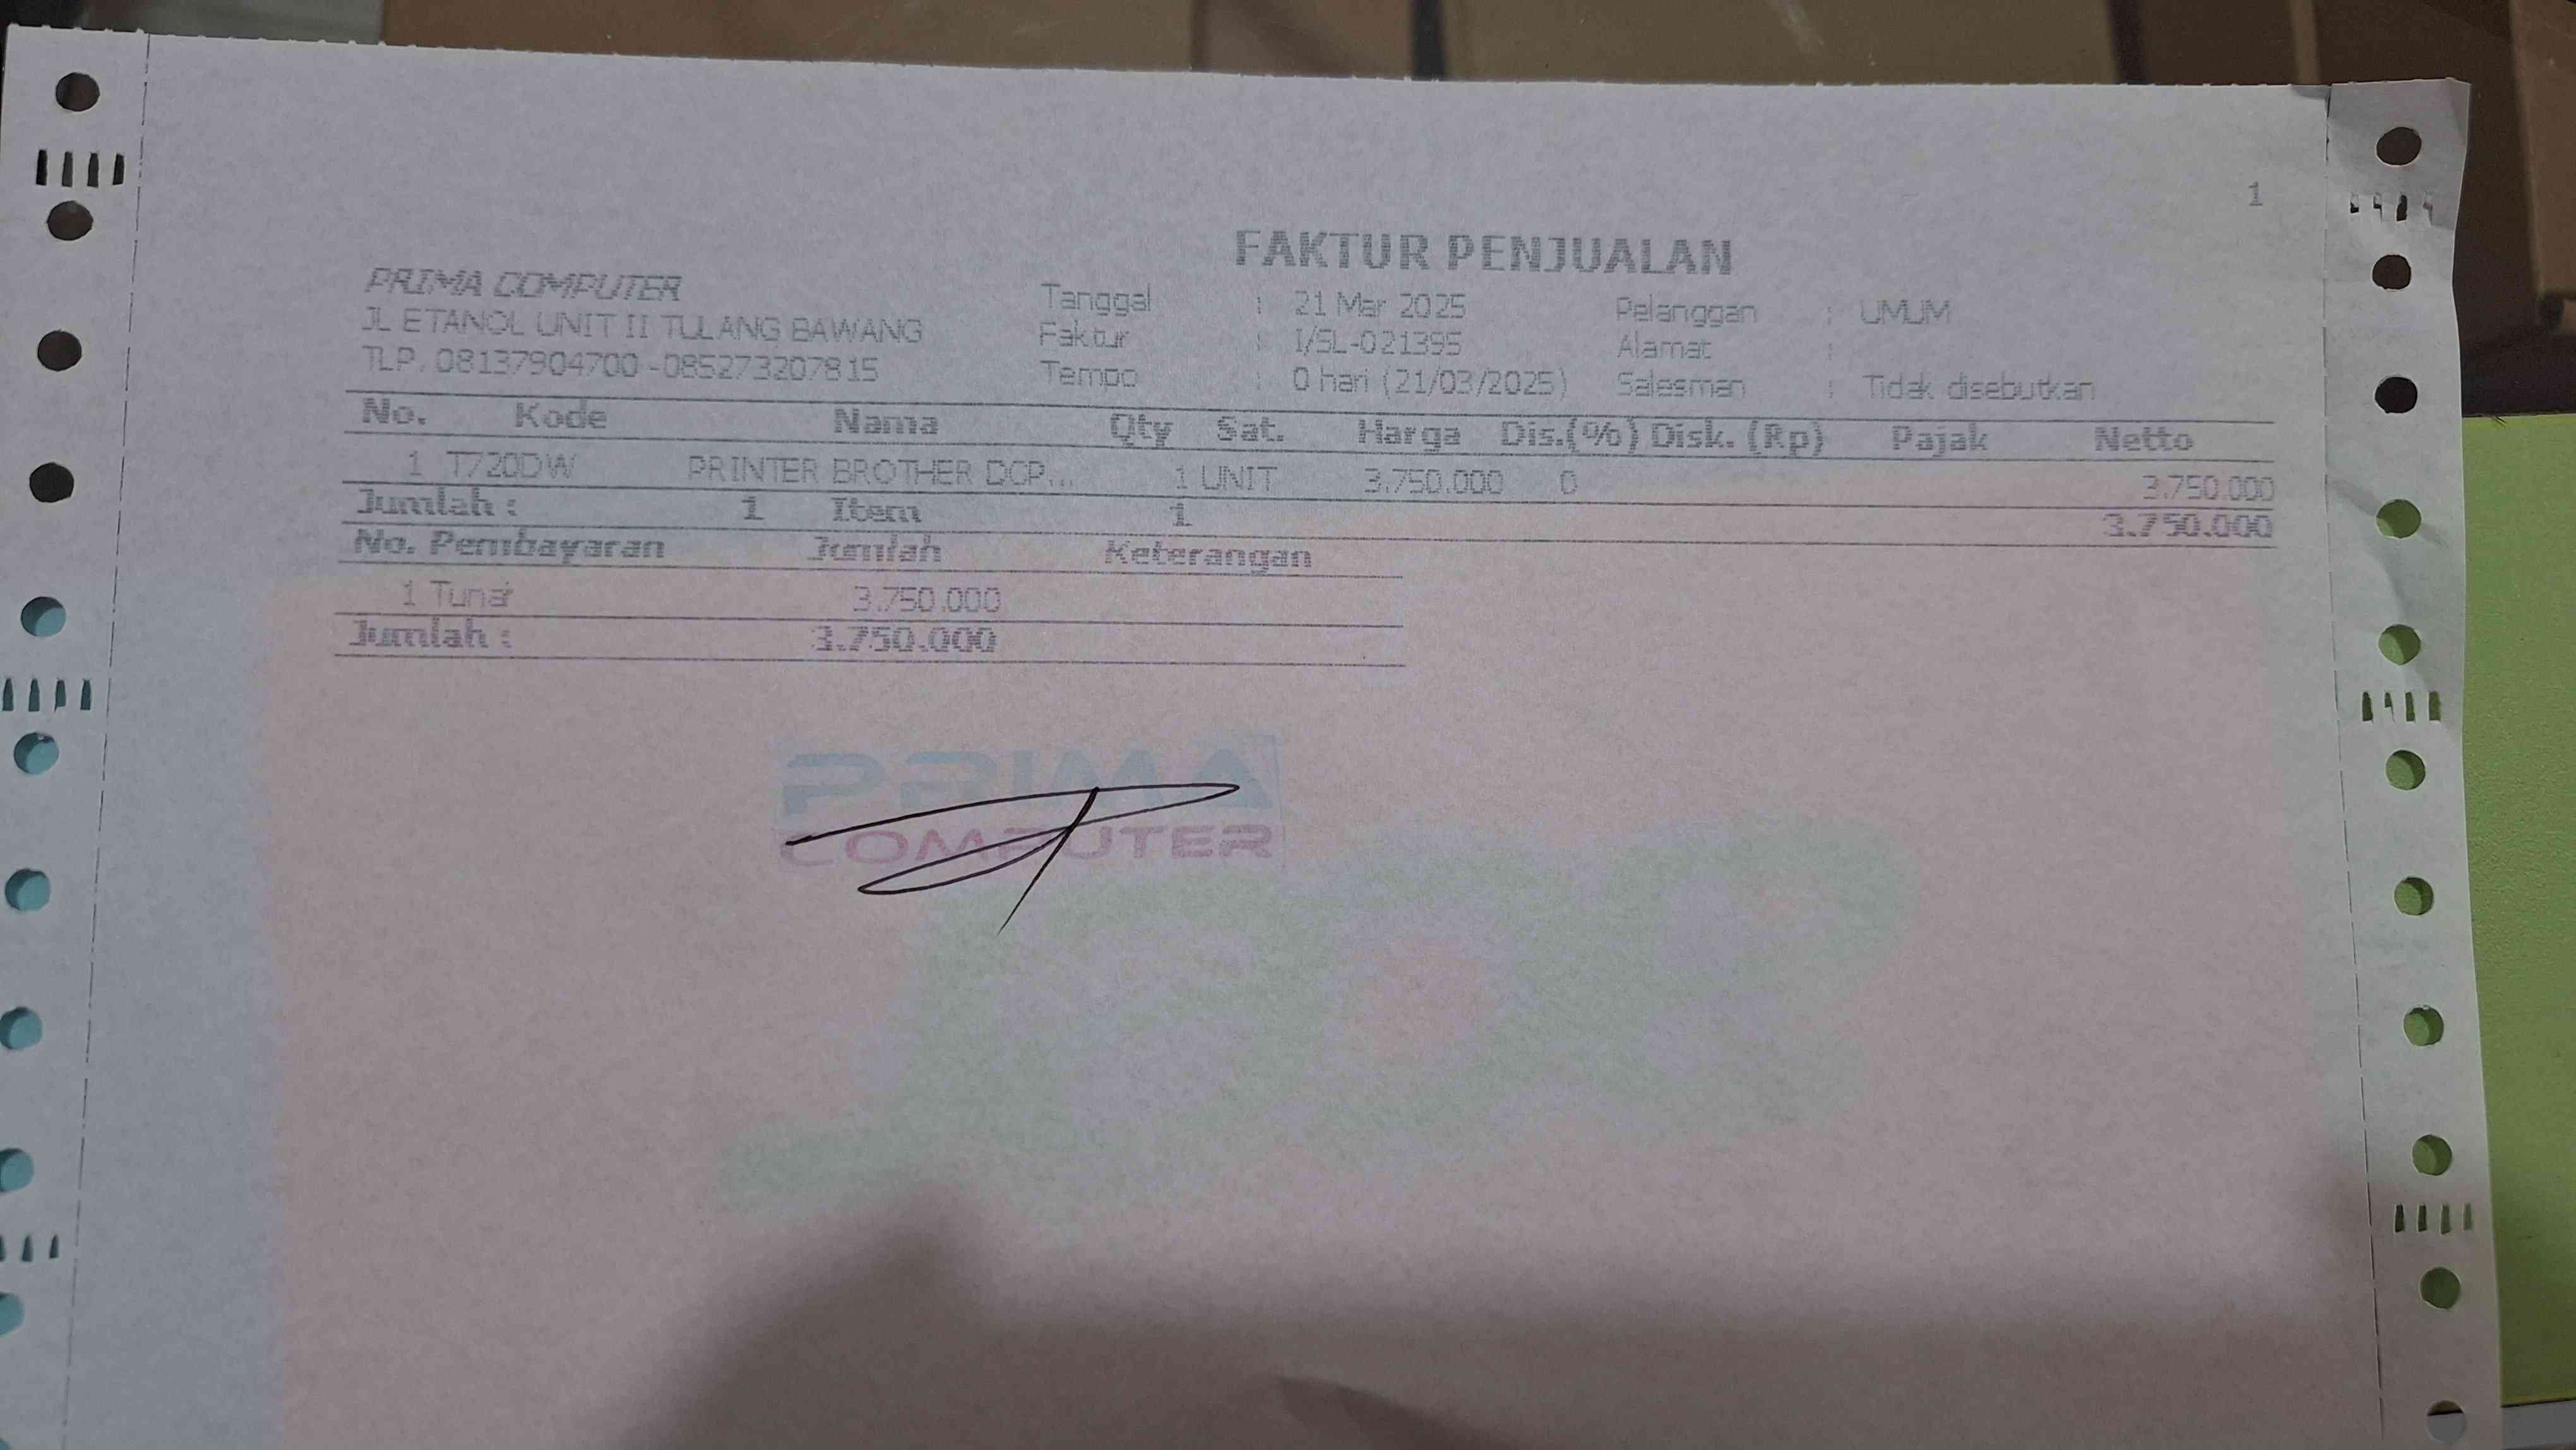 1
FAKTUR PENJUALAN
PRIMA COMPUTER
JL ETANOL UNIT II TULANG BAWANG
TLP. 08137904700 -085273207815
Tanggal : 21 Mar 2025
Faktur : I/SL-021395
Tempo : 0 hari (21/03/2025)
Pelanggan : UMUM
Alamat :
Salesman : Tidak disebutkan
No. Kode Nama Qty Sat. Harga Dis.(%) Disk. (Rp) Pajak Netto
1 T720DW PRINTER BROTHER DCP... 1 UNIT 3.750.000 0 3.750.000
Jumlah : 1 Item 1 3.750.000
No. Pembayaran Jumlah Keterangan
1 Tunai 3.750.000
Jumlah : 3.750.000
PRIMA
COMPUTER